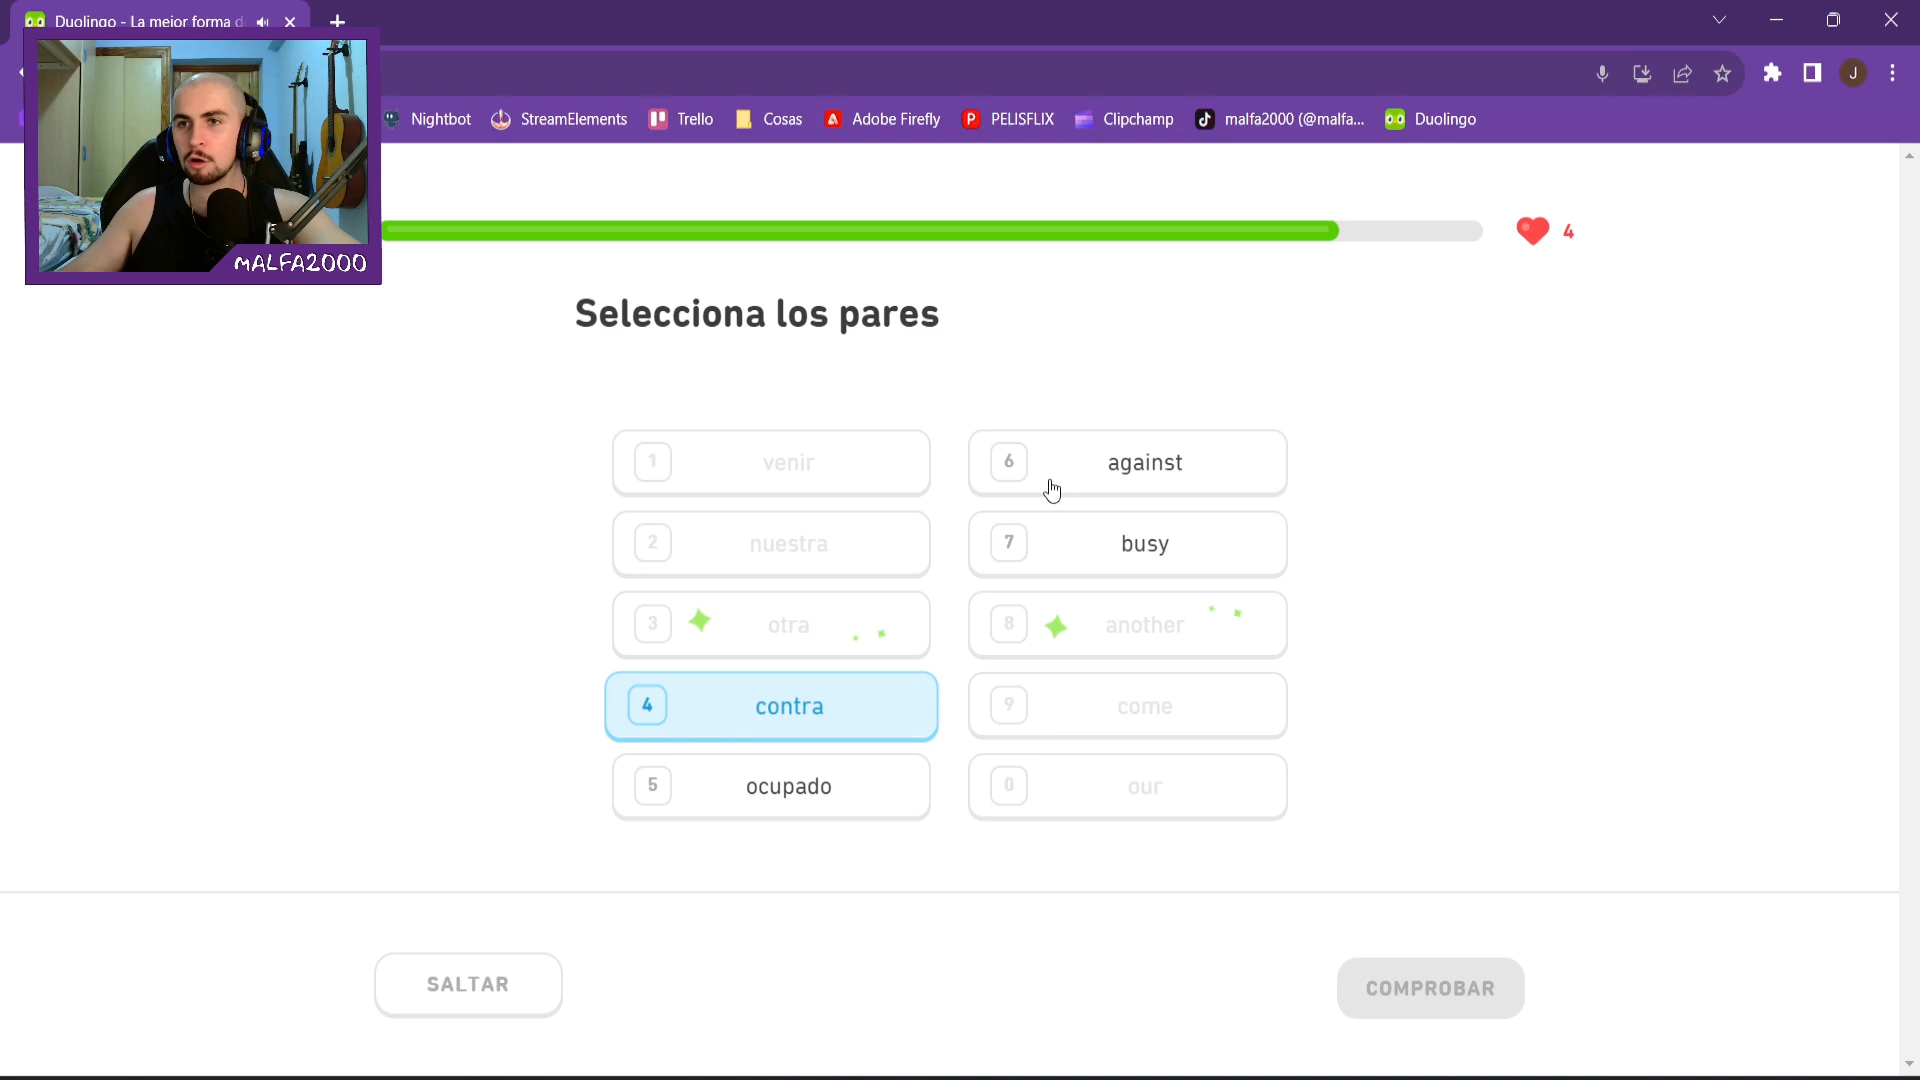 Duolingo - La mejor forma d
J
Nightbot
StreamElements
Trello
Cosas
Adobe Firefly
P PELISFLIX
Clipchamp
malfa2000 (@malfa...
Duolingo
MALFA2000
4
Selecciona los pares
1 venir
6 against
2 nuestra
7 busy
3 otra
8 another
4 contra
9 come
5 ocupado
0 our
SALTAR
COMPROBAR